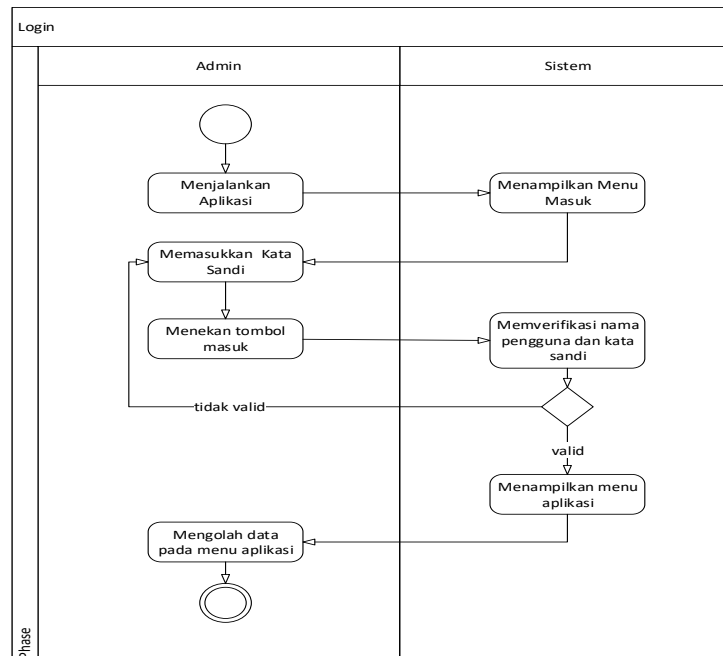 Login
Admin
Sistem
Menjalankan
Aplikasi
Menampilkan Menu
Masuk
Memasukkan Kata
Sandi
Menekan tombol
masuk
Memverifikasi nama
pengguna dan kata
sandi
tidak valid
valid
Menampilkan menu
aplikasi
Mengolah data
pada menu aplikasi
Phase